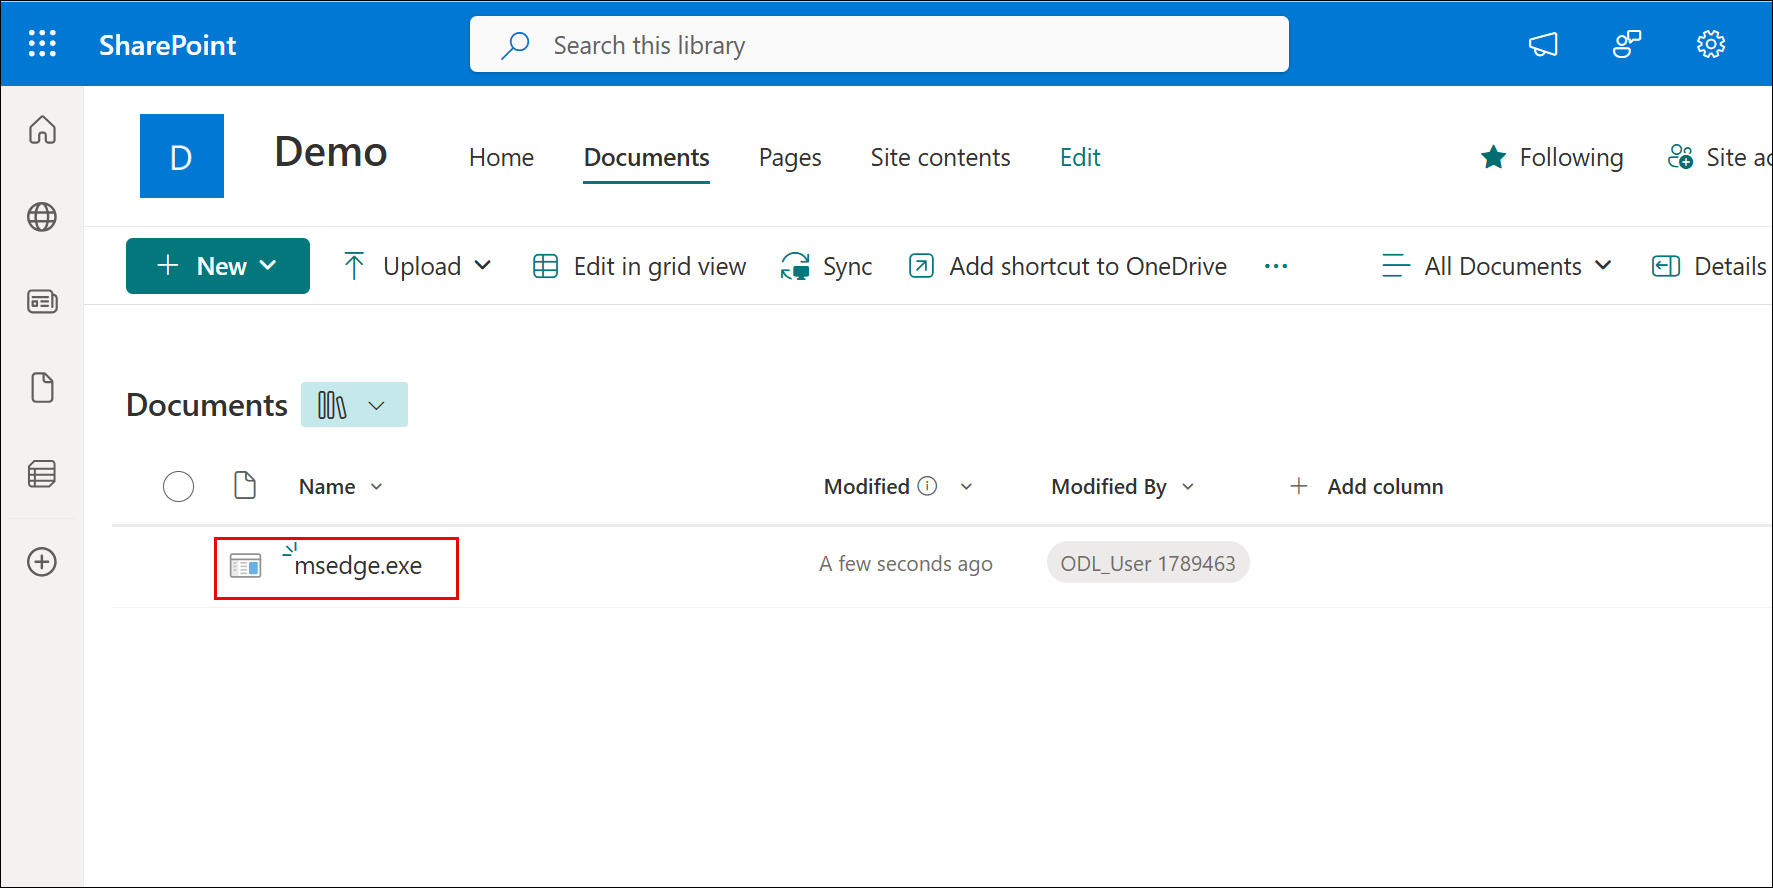 SharePoint
Search this library
D
Demo
Home
Documents
Pages
Site contents
Edit
Following
Site ac
New
Upload
Edit in grid view
Sync
Add shortcut to OneDrive
...
All Documents
Details
Documents
Name
Modified
Modified By
Add column
msedge.exe
A few seconds ago
ODL_User 1789463